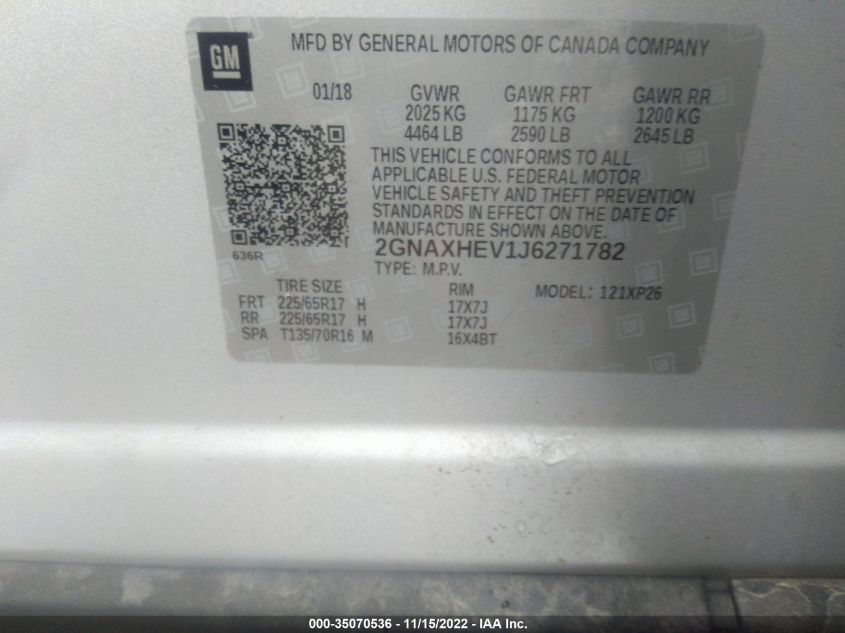 GM ®
MFD BY GENERAL MOTORS OF CANADA COMPANY
01/18 GVWR GAWR FRT GAWR RR
2025 KG 1175 KG 1200 KG
4464 LB 2590 LB 2645 LB
THIS VEHICLE CONFORMS TO ALL
APPLICABLE U.S. FEDERAL MOTOR
VEHICLE SAFETY AND THEFT PREVENTION
STANDARDS IN EFFECT ON THE DATE OF
MANUFACTURE SHOWN ABOVE.
636R 2GNAXHEV1J6271782
TYPE: M.P.V.
TIRE SIZE RIM MODEL: 121XP26
FRT 225/65R17 H 17X7J
RR 225/65R17 H 17X7J
SPA T135/70R16 M 16X4BT
000-35070536 - 11/15/2022 - IAA Inc.